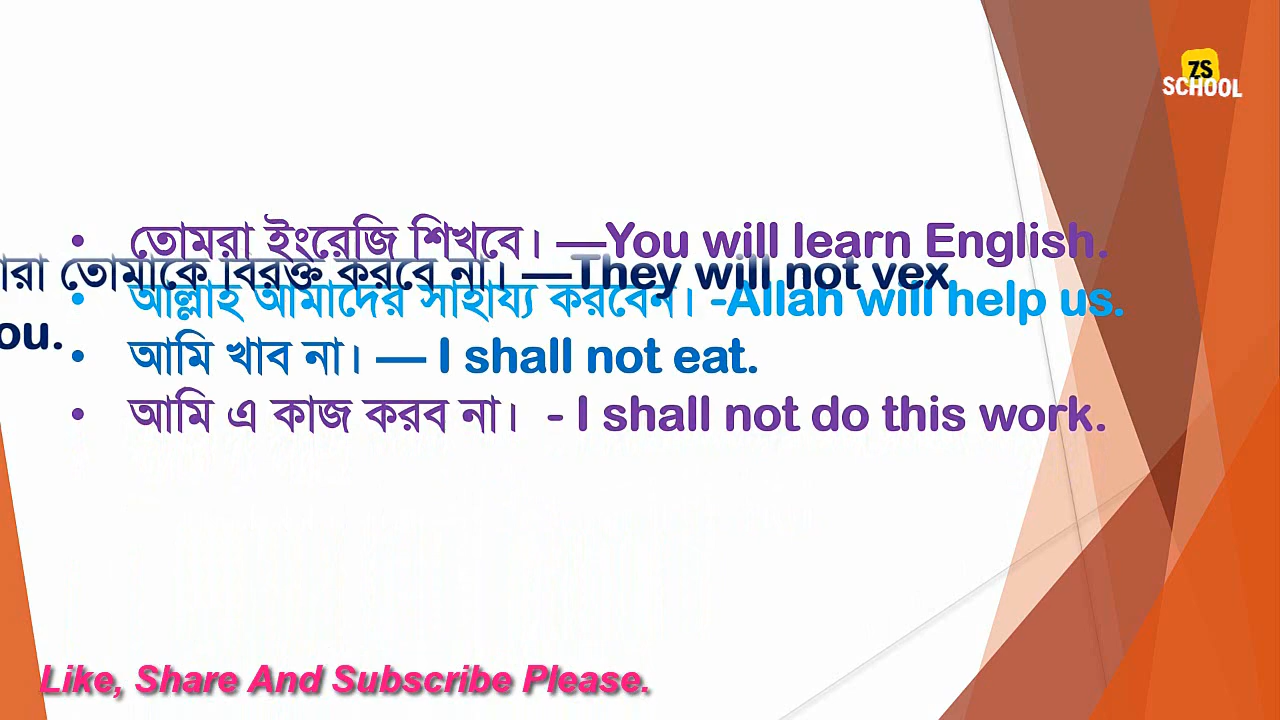 ZS
SCHOOL
• তোমরা ইংরেজি শিখবে। —You will learn English.
তোমাকে বিরক্ত করবে না। —They will not vex
• আল্লাহ আমাদের সাহায্য করবেন। -Allah will help us.
• আমি খাব না। — I shall not eat.
• আমি এ কাজ করব না। - I shall not do this work.
Like, Share And Subscribe Please.